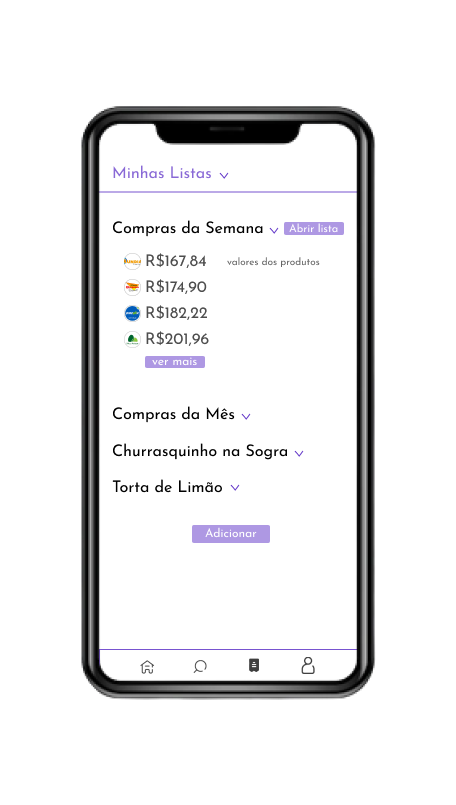 Minhas Listas
Compras da Semana Abrir lista
R$167,84 valores dos produtos
R$174,90
R$182,22
R$201,96
ver mais
Compras da Mês
Churrasquinho na Sogra
Torta de Limão
Adicionar